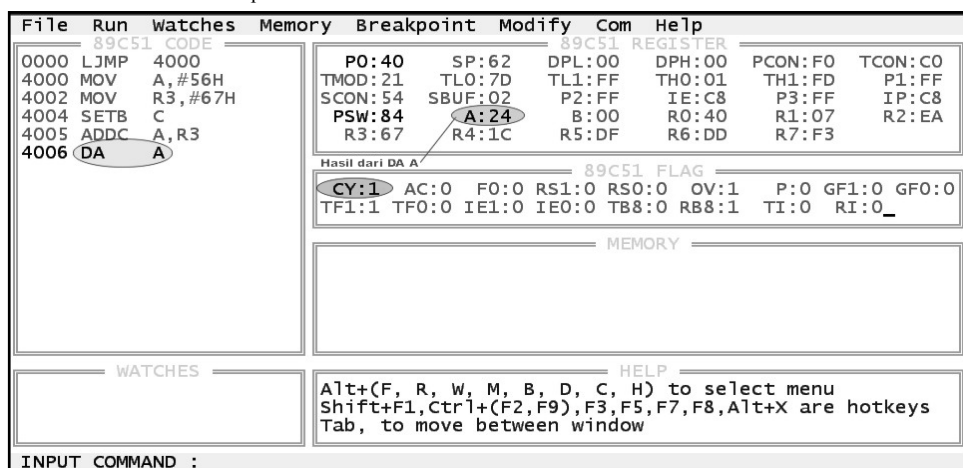 File Run Watches Memory Breakpoint Modify Com Help
89C51 CODE
0000 LJMP 4000
4000 MOV A,#56H
4002 MOV R3,#67H
4004 SETB C
4005 ADDC A,R3
4006 DA A
89C51 REGISTER
P0:40 SP:62 DPL:00 DPH:00 PCON:F0 TCON:C0
TMOD:21 TL0:7D TL1:FF TH0:01 TH1:FD P1:FF
SCON:54 SBUF:02 P2:FF IE:C8 P3:FF IP:C8
PSW:84 A:24 B:00 R0:40 R1:07 R2:EA
R3:67 R4:1C R5:DF R6:DD R7:F3
Hasil dari DA A
89C51 FLAG
CY:1 AC:0 F0:0 RS1:0 RS0:0 OV:1 P:0 GF1:0 GF0:0
TF1:1 TF0:0 IE1:0 IE0:0 TB8:0 RB8:1 TI:0 RI:0_
MEMORY
WATCHES
HELP
Alt+(F, R, W, M, B, D, C, H) to select menu
Shift+F1,Ctrl+(F2,F9),F3,F5,F7,F8,Alt+X are hotkeys
Tab, to move between window
INPUT COMMAND :